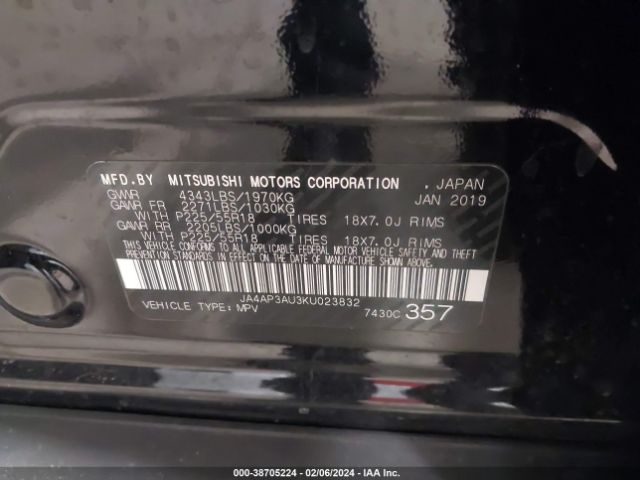 MFD.BY MITSUBISHI MOTORS CORPORATION , JAPAN
GVWR 4343LBS/1970KG JAN 2019
GAWR FR 2271LBS/1030KG
WITH P225/55R18 TIRES 18X7.0J RIMS
GAWR RR 2205LBS/1000KG
WITH P225/55R18 TIRES 18X7.0J RIMS
THIS VEHICLE CONFORMS TO ALL APPLICABLE FEDERAL MOTOR VEHICLE SAFETY AND THEFT
PREVENTION STANDARDS IN EFFECT ON THE DATE OF MANUFACTURE SHOWN ABOVE.
JA4AP3AU3KU023832
VEHICLE TYPE: MPV 7430C 357
000-38705224 - 02/06/2024 - IAA Inc.